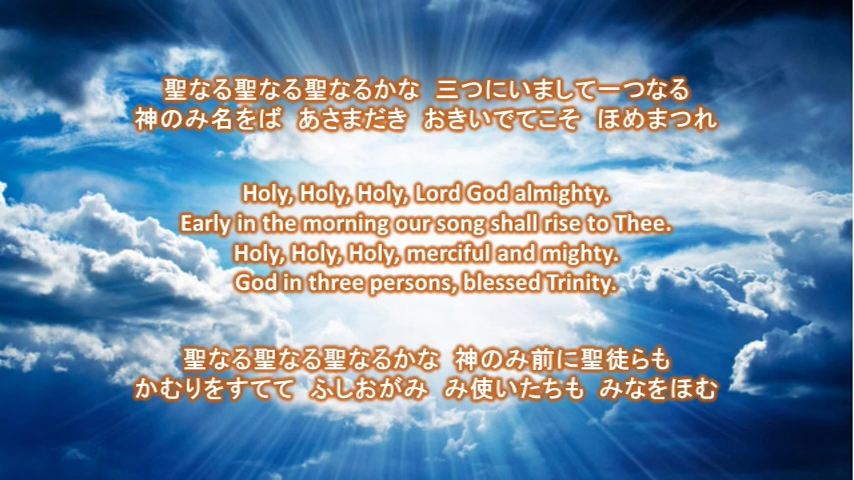 聖なる聖なる聖なるかな　三つにいまして一つなる
神のみ名をば　あさまだき　おきいでてこそ　ほめまつれ
Holy, Holy, Holy, Lord God almighty.
Early in the morning our song shall rise to Thee.
Holy, Holy, Holy, merciful and mighty.
God in three persons, blessed Trinity.
聖なる聖なる聖なるかな　神のみ前に聖徒らも
かむりをすてて　ふしおがみ　み使いたちも　みなをほむ